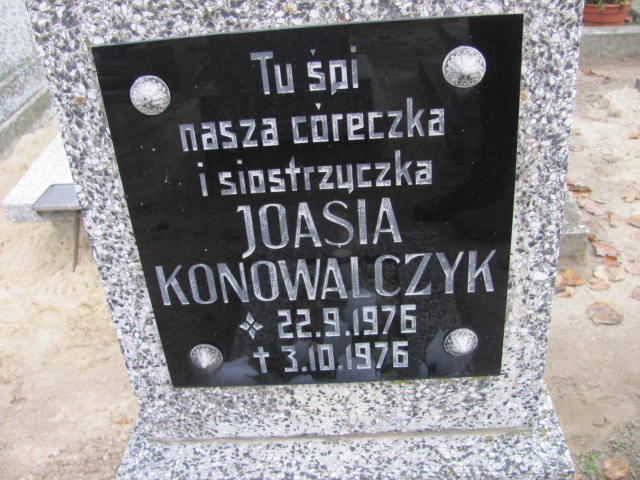 Tu śpi
nasza córeczka
i siostrzyczka
JOASIA
KONOWALCZYK
22.9.1976
† 3.10.1976